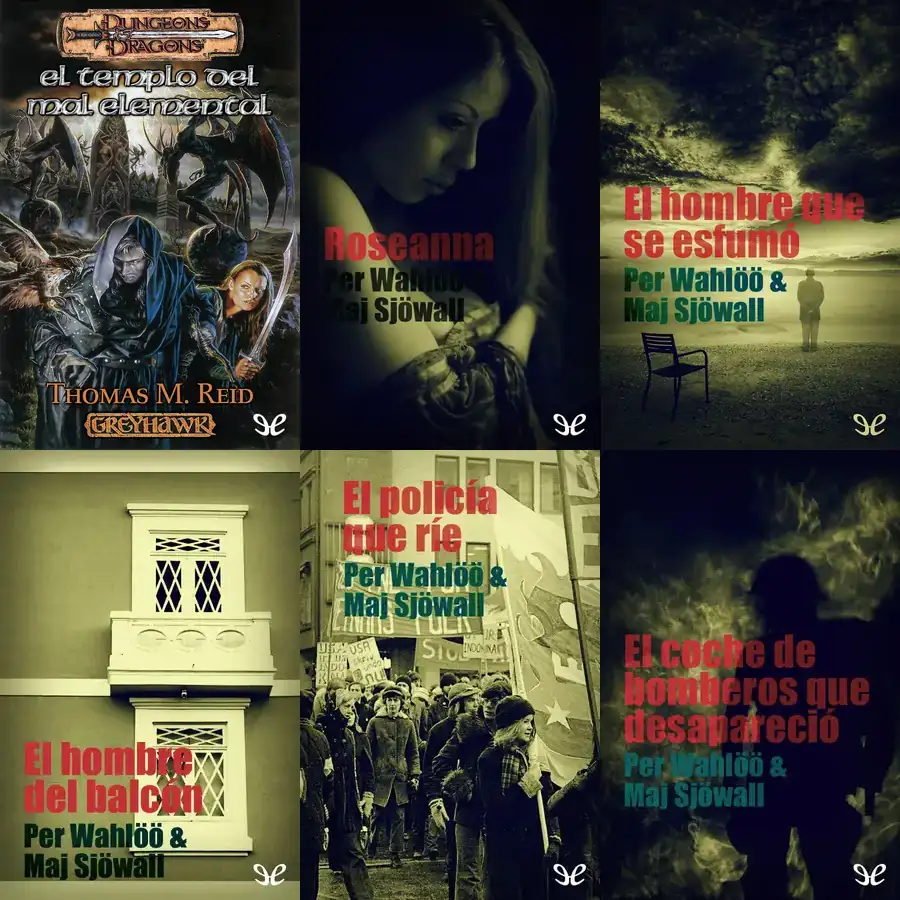 DUNGEONS
DRAGONS
el templo del
mal elemental
THOMAS M. REID
GREYHAWK
Roseanna
Per Wahlöö &
Maj Sjöwall
El hombre que
se esfumó
Per Wahlöö &
Maj Sjöwall
El hombre
del balcón
Per Wahlöö &
Maj Sjöwall
El policía
que ríe
Per Wahlöö &
Maj Sjöwall
USA USA
El coche de
bomberos que
desapareció
Per Wahlöö &
Maj Sjöwall